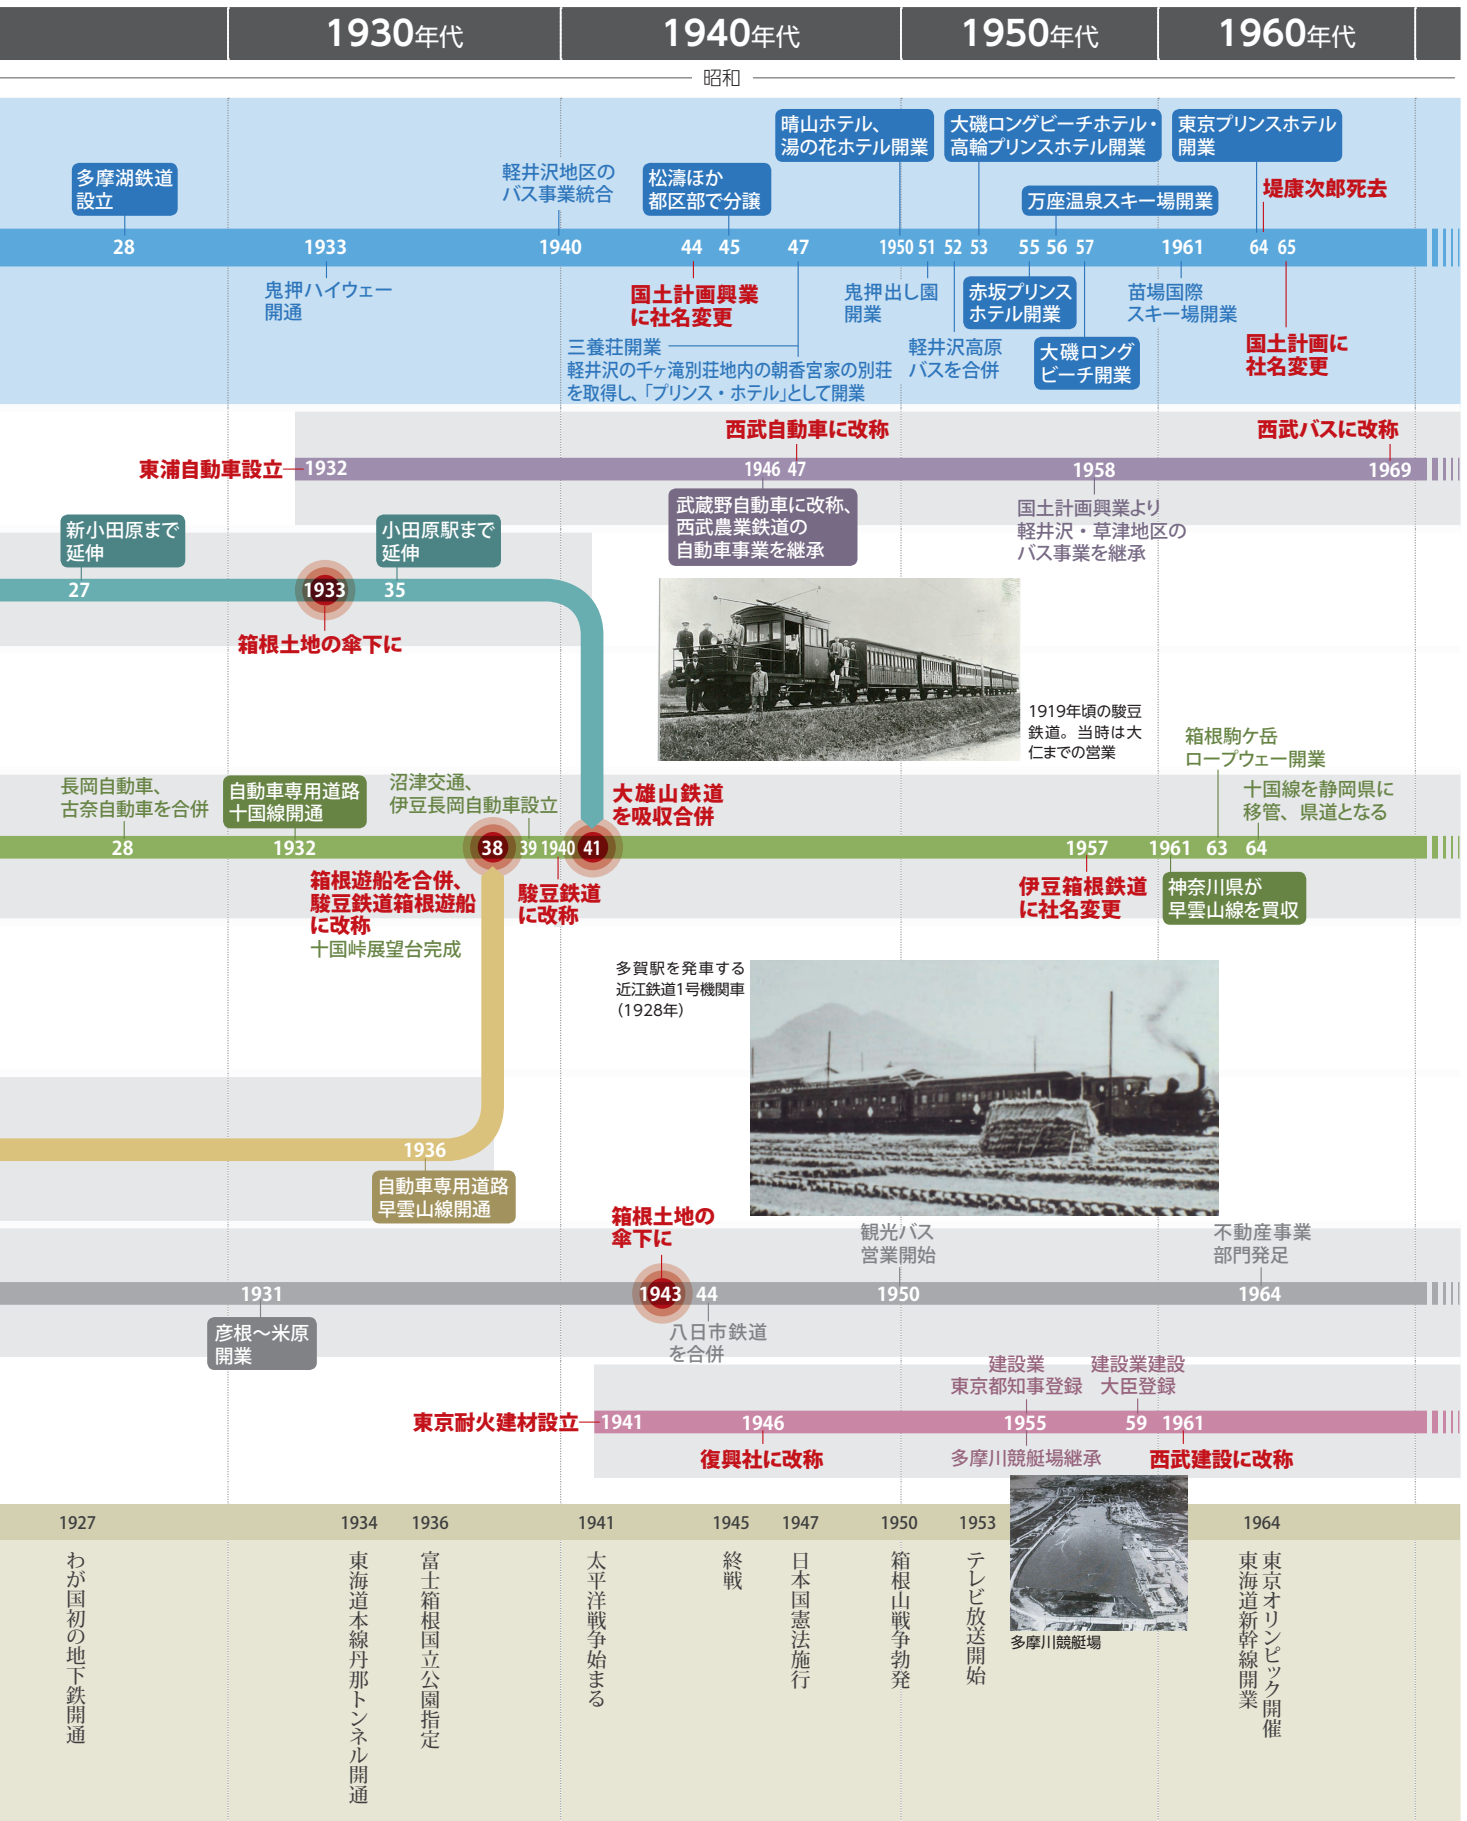 1930年代
1940年代
1950年代
1960年代
昭和
晴山ホテル、
湯の花ホテル開業
大磯ロングビーチホテル・
高輪プリンスホテル開業
東京プリンスホテル
開業
多摩湖鉄道
設立
軽井沢地区の
バス事業統合
松濤ほか
都区部で分譲
万座温泉スキー場開業
堤康次郎死去
28
1933
1940
44
45
47
1950
51
52
53
55
56
57
1961
64
65
鬼押ハイウェー
開通
国土計画興業
に社名変更
鬼押出し園
開業
赤坂プリンス
ホテル開業
苗場国際
スキー場開業
三養荘開業
軽井沢の千ヶ滝別荘地内の朝香宮家の別荘
を取得し、「プリンス・ホテル」として開業
軽井沢高原
バスを合併
大磯ロング
ビーチ開業
国土計画に
社名変更
西武自動車に改称
西武バスに改称
東浦自動車設立
1932
1946
47
1958
1969
武蔵野自動車に改称、
西武農業鉄道の
自動車事業を継承
国土計画興業より
軽井沢・草津地区の
バス事業を継承
新小田原まで
延伸
小田原駅まで
延伸
27
1933
35
箱根土地の傘下に
1919年頃の駿豆
鉄道。当時は大
仁までの営業
箱根駒ケ岳
ロープウェー開業
長岡自動車、
古奈自動車を合併
自動車専用道路
十国線開通
沼津交通、
伊豆長岡自動車設立
大雄山鉄道
を吸収合併
十国線を静岡県に
移管、県道となる
28
1932
38
39
1940
41
1957
1961
63
64
箱根遊船を合併、
駿豆鉄道箱根遊船
に改称
十国峠展望台完成
駿豆鉄道
に改称
伊豆箱根鉄道
に社名変更
神奈川県が
早雲山線を買収
多賀駅を発車する
近江鉄道1号機関車
（1928年）
1936
自動車専用道路
早雲山線開通
箱根土地の
傘下に
観光バス
営業開始
不動産事業
部門発足
1931
1943
44
1950
1964
彦根～米原
開業
八日市鉄道
を合併
建設業
東京都知事登録
建設業建設
大臣登録
東京耐火建材設立
1941
1946
1955
59
1961
復興社に改称
多摩川競艇場継承
西武建設に改称
1927
1934
1936
1941
1945
1947
1950
1953
1964
わが国初の地下鉄開通
東海道本線丹那トンネル開通
富士箱根国立公園指定
太平洋戦争始まる
終戦
日本国憲法施行
箱根山戦争勃発
テレビ放送開始
多摩川競艇場
東京オリンピック開催
東海道新幹線開業